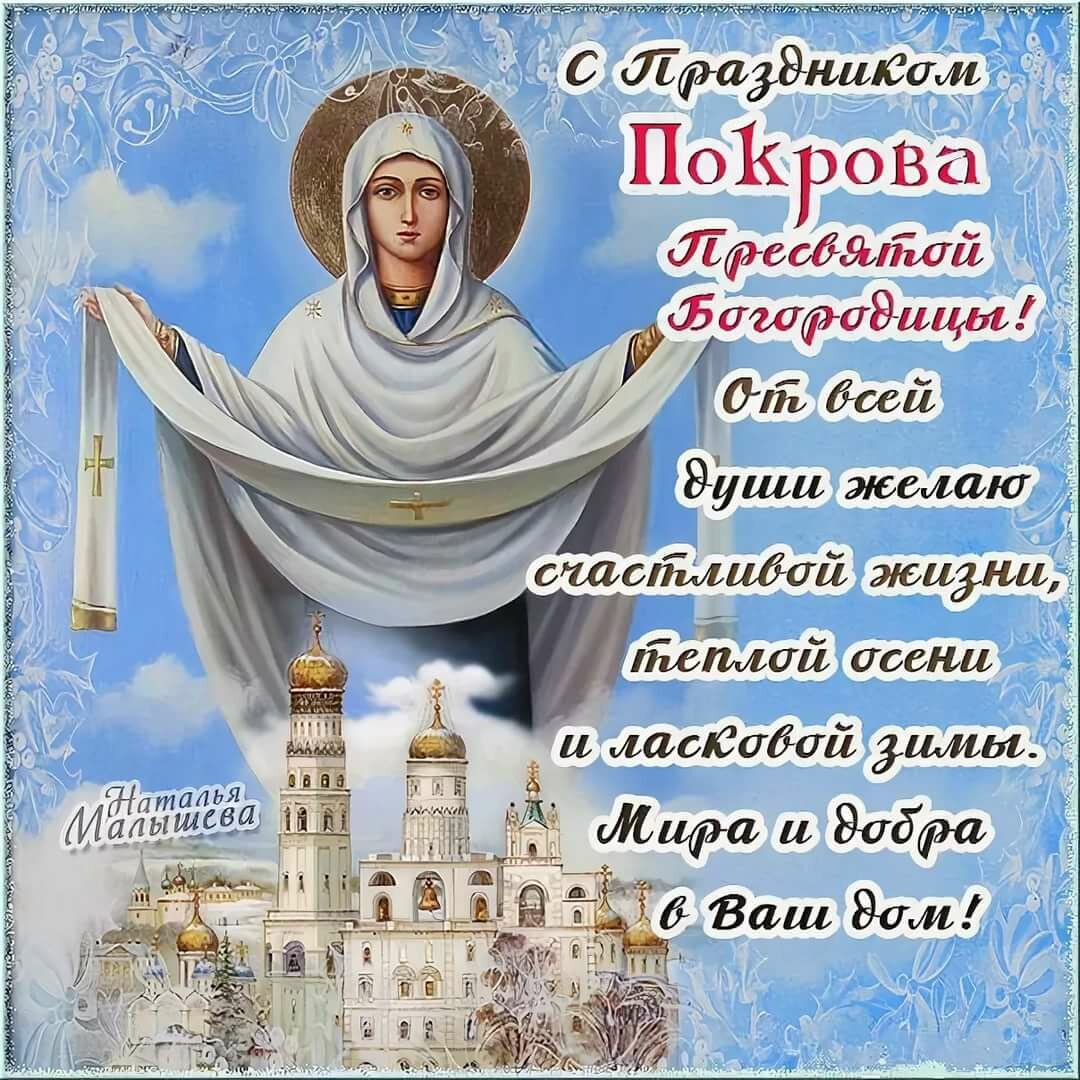 С Праздником
Покрова
Пресвятой
Богородицы!
От всей
души желаю
счастливой жизни,
теплой осени
и ласковой зимы.
Мира и добра
в Ваш дом!
Наталья
Малышева